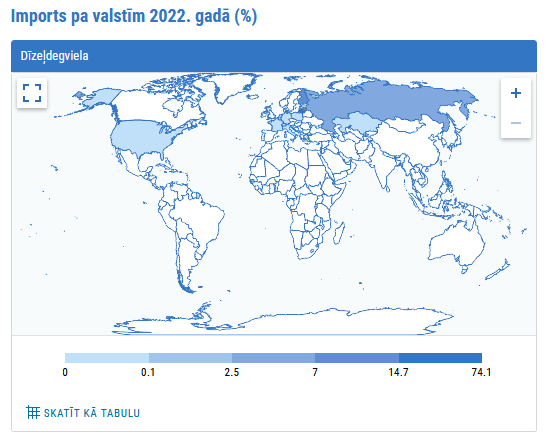 Imports pa valstīm 2022. gadā (%)
Dīzeļdegviela
+
−
0 0.1 2.5 7 14.7 74.1
SKATĪT KĀ TABULU